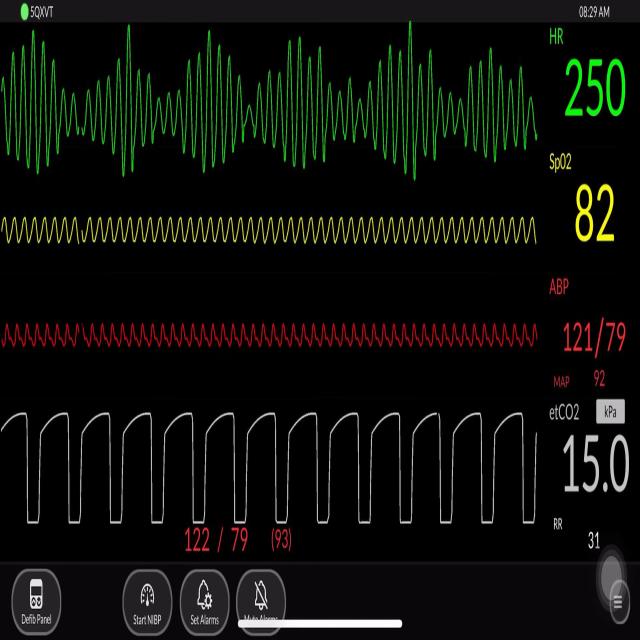 5QXVT
08:29 AM
HR
250
SpO2
82
ABP
121/79
MAP 92
etCO2 kPa
15.0
RR
31
122 / 79 (93)
Defib Panel
Start NIBP
Set Alarms
Mute Alarms